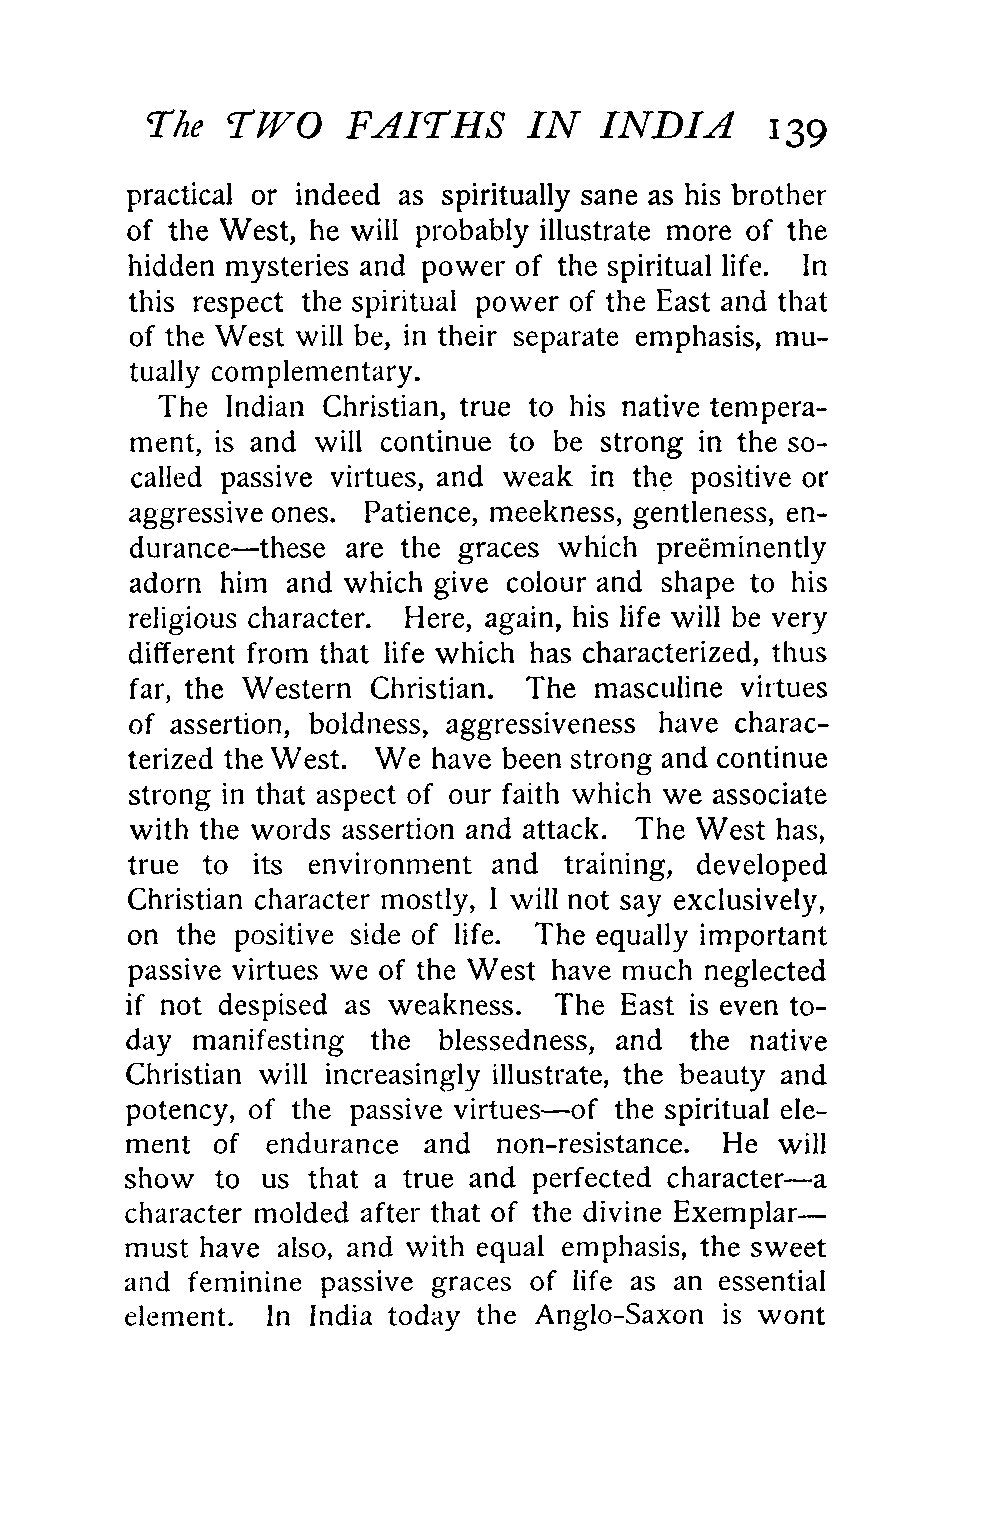 The TWO FAITHS IN INDIA 139
practical or indeed as spiritually sane as his brother
of the West, he will probably illustrate more of the
hidden mysteries and power of the spiritual life. In
this respect the spiritual power of the East and that
of the West will be, in their separate emphasis, mu-
tually complementary.
The Indian Christian, true to his native tempera-
ment, is and will continue to be strong in the so-
called passive virtues, and weak in the positive or
aggressive ones. Patience, meekness, gentleness, en-
durance—these are the graces which preëminently
adorn him and which give colour and shape to his
religious character. Here, again, his life will be very
different from that life which has characterized, thus
far, the Western Christian. The masculine virtues
of assertion, boldness, aggressiveness have charac-
terized the West. We have been strong and continue
strong in that aspect of our faith which we associate
with the words assertion and attack. The West has,
true to its environment and training, developed
Christian character mostly, I will not say exclusively,
on the positive side of life. The equally important
passive virtues we of the West have much neglected
if not despised as weakness. The East is even to-
day manifesting the blessedness, and the native
Christian will increasingly illustrate, the beauty and
potency, of the passive virtues—of the spiritual ele-
ment of endurance and non-resistance. He will
show to us that a true and perfected character—a
character molded after that of the divine Exemplar—
must have also, and with equal emphasis, the sweet
and feminine passive graces of life as an essential
element. In India today the Anglo-Saxon is wont